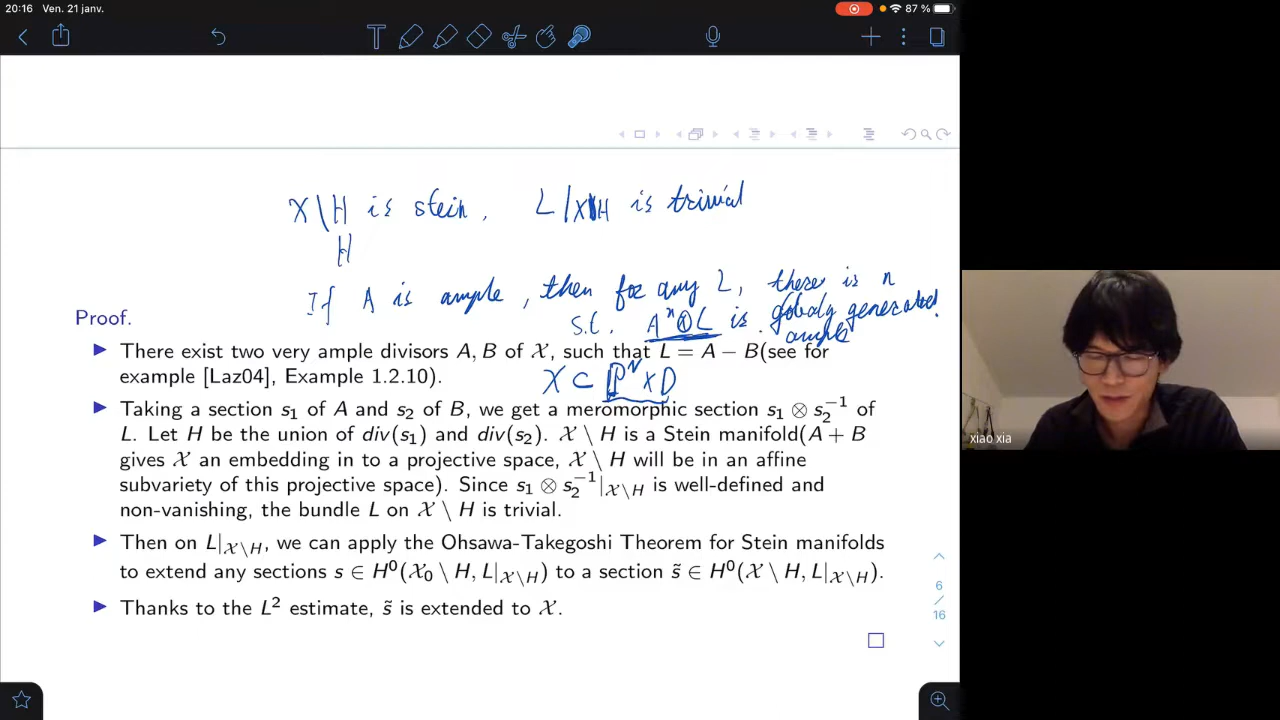 20:16 Ven. 21 janv.
87 %
X \ H is stein, L|X\H is trivial
H
If A is ample, then for any L, there is n
s.t. Aⁿ⊗L is globaly generated.
ample
Proof.
▶ There exist two very ample divisors A, B of 𝒳, such that L = A − B(see for
example [Laz04], Example 1.2.10).
X ⊂ ℙᴺ × D
▶ Taking a section s₁ of A and s₂ of B, we get a meromorphic section s₁ ⊗ s₂⁻¹ of
L. Let H be the union of div(s₁) and div(s₂). 𝒳 \ H is a Stein manifold(A + B
gives 𝒳 an embedding in to a projective space, 𝒳 \ H will be in an affine
subvariety of this projective space). Since s₁ ⊗ s₂⁻¹|𝒳\H is well-defined and
non-vanishing, the bundle L on 𝒳 \ H is trivial.
▶ Then on L|𝒳\H, we can apply the Ohsawa-Takegoshi Theorem for Stein manifolds
to extend any sections s ∈ H⁰(𝒳₀ \ H, L|𝒳\H) to a section s̃ ∈ H⁰(𝒳 \ H, L|𝒳\H).
▶ Thanks to the L² estimate, s̃ is extended to 𝒳.
6
/
16
xiao xia